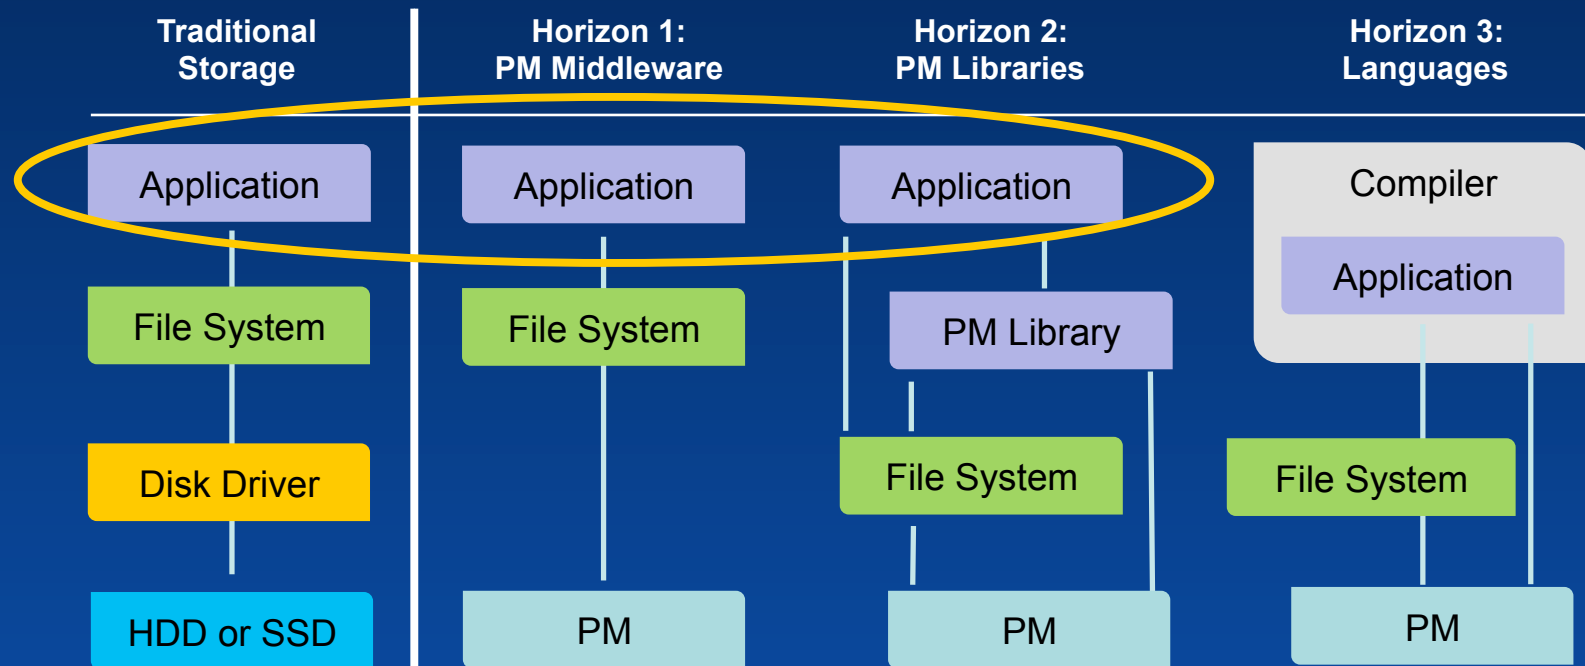 Traditional
Storage
Horizon 1:
PM Middleware
Horizon 2:
PM Libraries
Horizon 3:
Languages
Application
Application
Application
Compiler
Application
File System
File System
PM Library
Disk Driver
File System
File System
HDD or SSD
PM
PM
PM